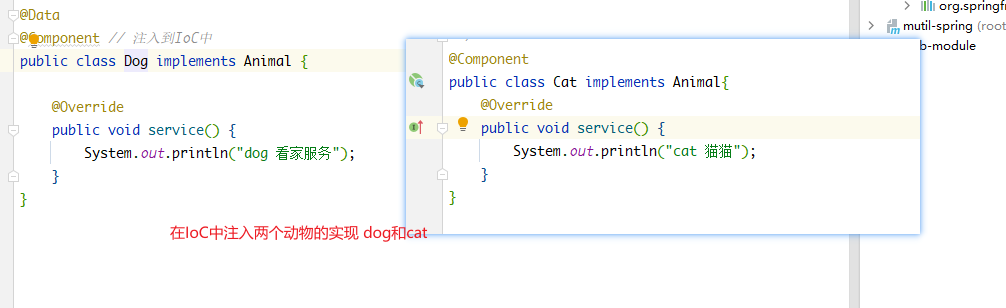 @Data
@Component // 注入到IoC中
public class Dog implements Animal {
@Override
public void service() {
System.out.println("dog 看家服务");
}
}
@Component
public class Cat implements Animal{
@Override
public void service() {
System.out.println("cat 猫猫");
}
}
在IoC中注入两个动物的实现 dog和cat
org.springfr
mutil-spring (root
b-module